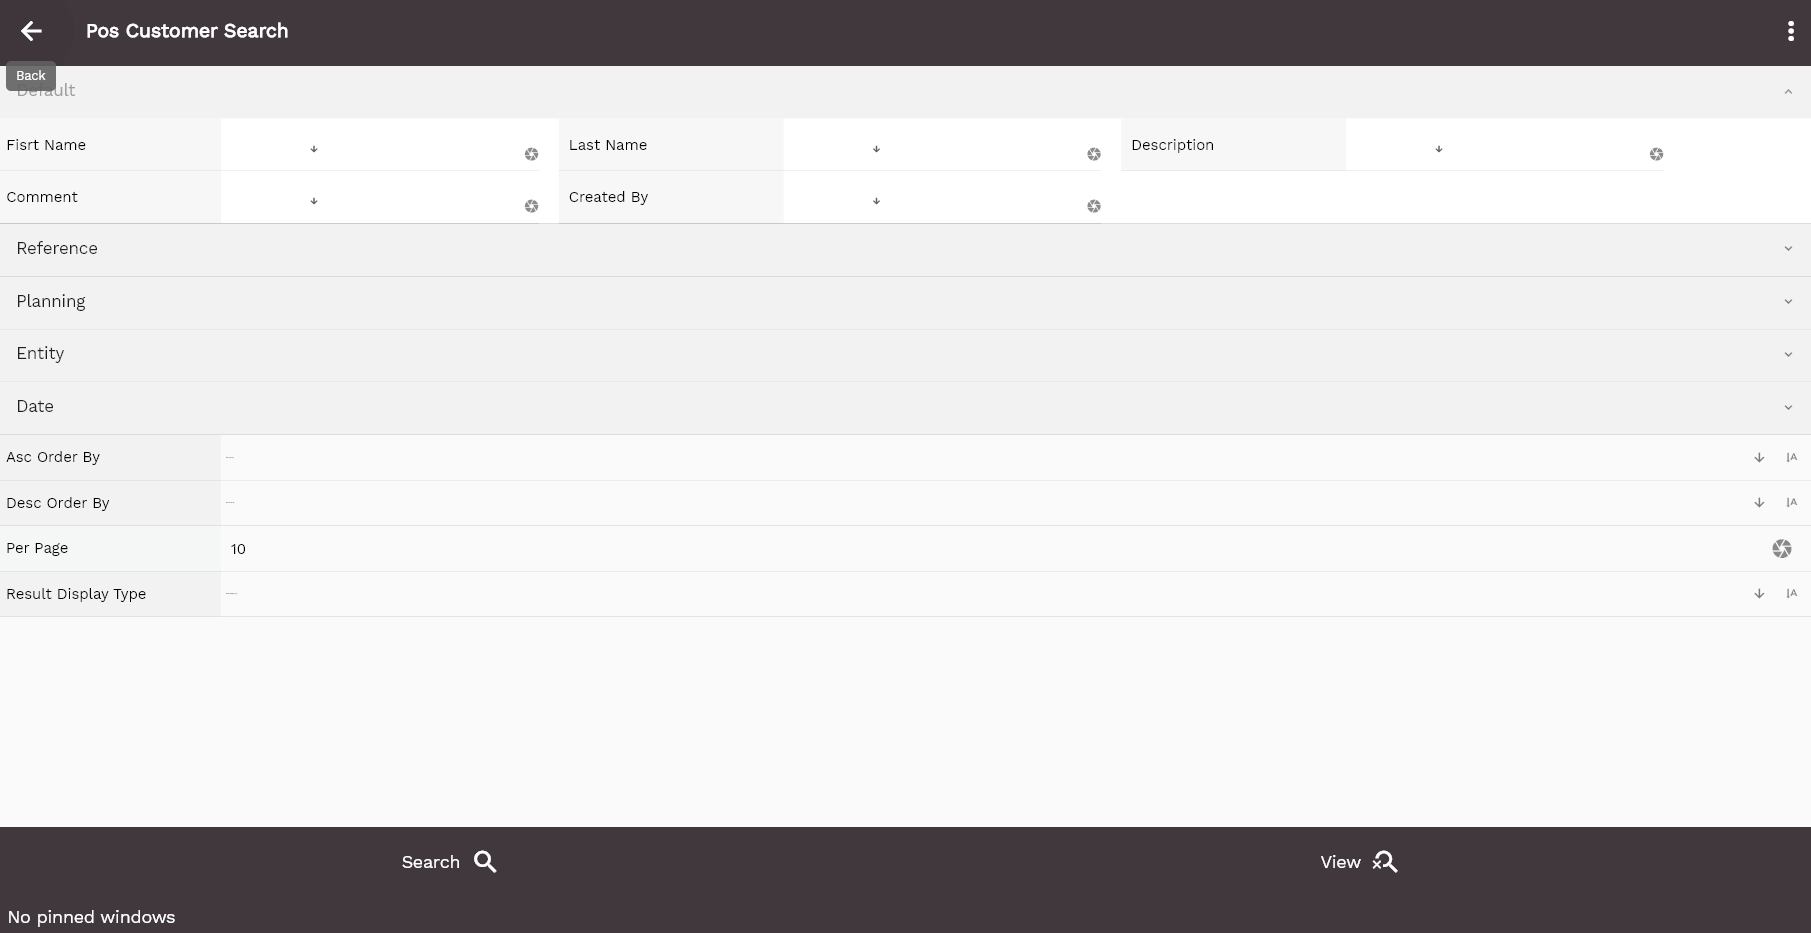 Pos Customer Search
Back
Default
Fisrt Name
Last Name
Description
Comment
Created By
Reference
Planning
Entity
Date
Asc Order By
Desc Order By
Per Page 10
Result Display Type
Search
View
No pinned windows